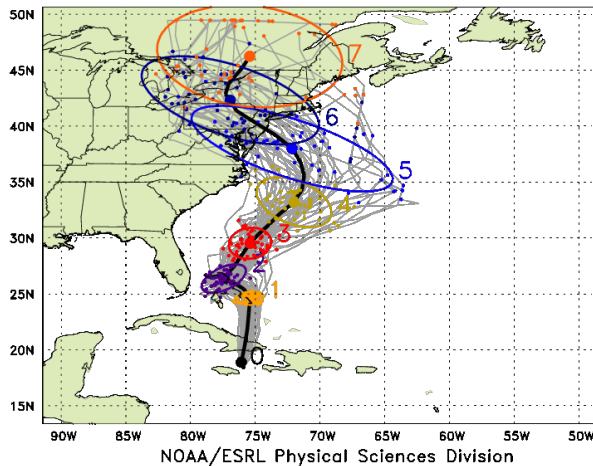 50N
45N
40N
35N
30N
25N
20N
15N
7
6
5
4
3
2
1
0
90W 85W 80W 75W 70W 65W 60W 55W 50W
NOAA/ESRL Physical Sciences Division